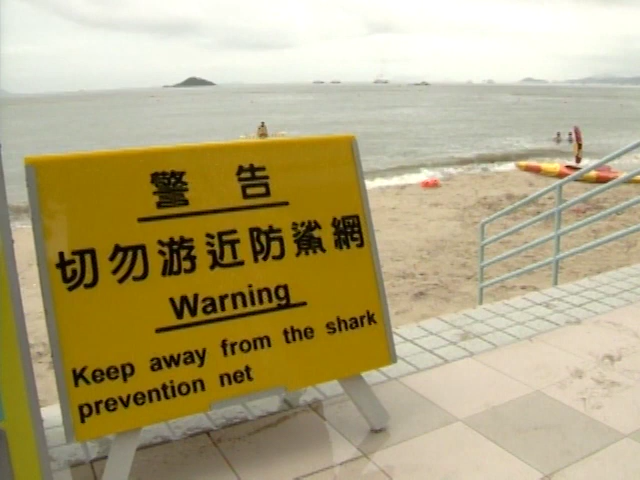 警告
切勿游近防鯊網
Warning
Keep away from the shark
prevention net